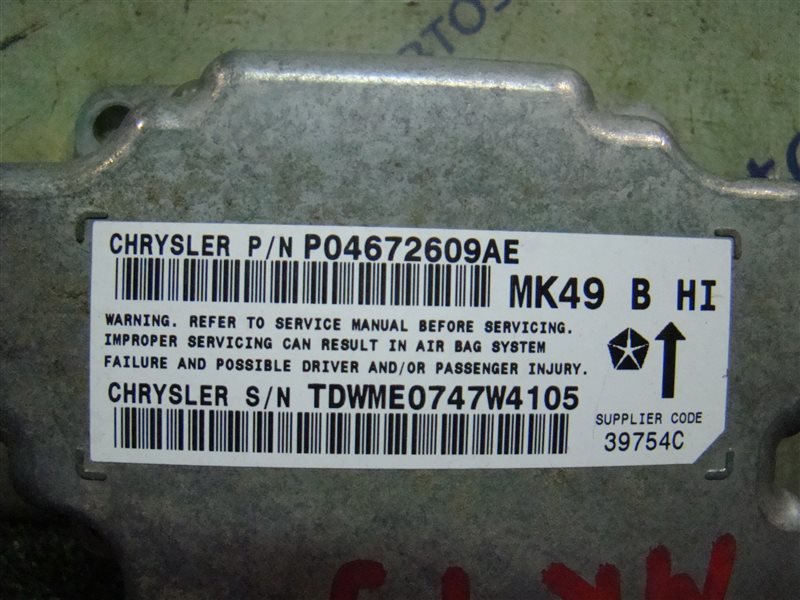 CHRYSLER P/N P04672609AE
MK49 B HI
WARNING. REFER TO SERVICE MANUAL BEFORE SERVICING.
IMPROPER SERVICING CAN RESULT IN AIR BAG SYSTEM
FAILURE AND POSSIBLE DRIVER AND/OR PASSENGER INJURY.
CHRYSLER S/N TDWME0747W4105
SUPPLIER CODE
39754C